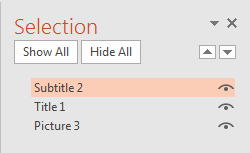 Selection
Show All Hide All
Subtitle 2
Title 1
Picture 3